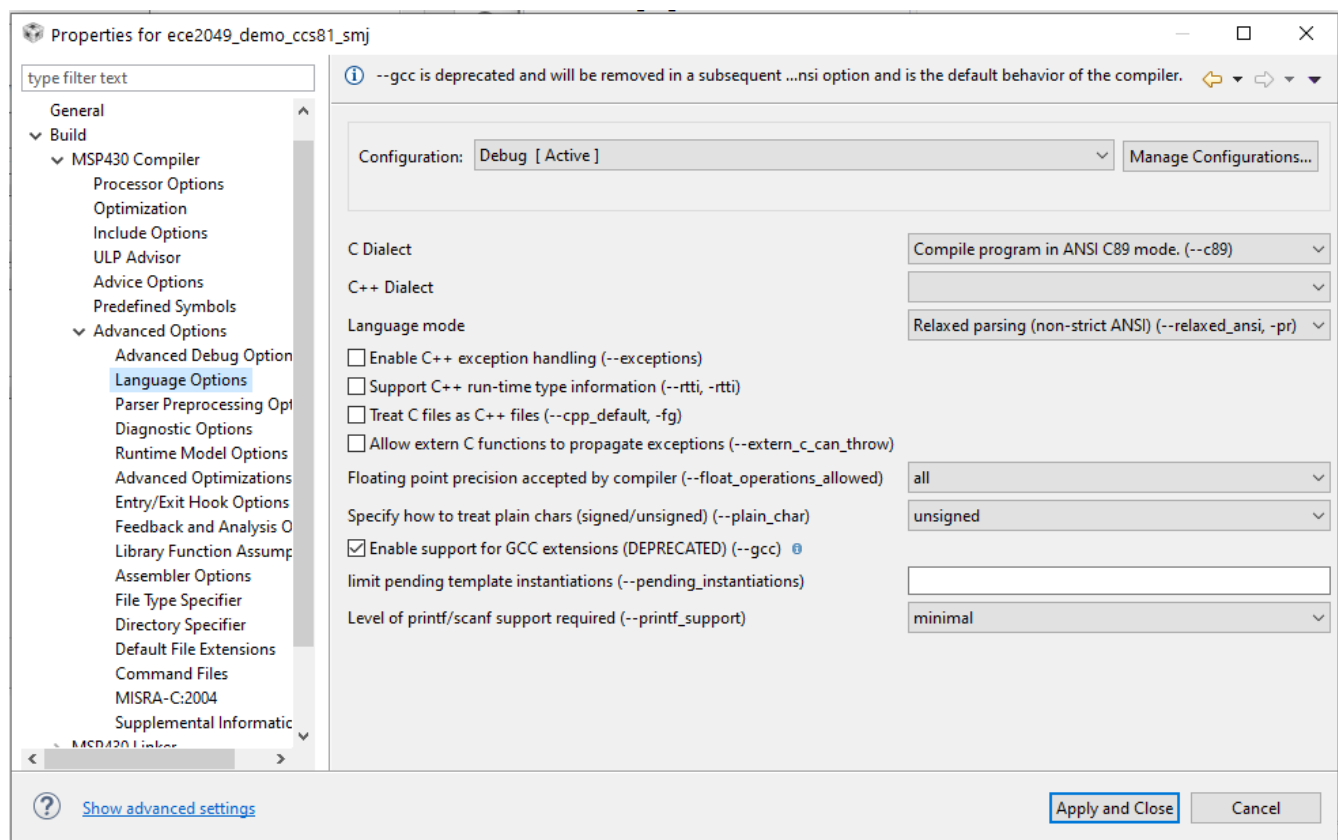 Properties for ece2049_demo_ccs81_smj
type filter text
--gcc is deprecated and will be removed in a subsequent ...nsi option and is the default behavior of the compiler.
General
Build
MSP430 Compiler
Processor Options
Optimization
Include Options
ULP Advisor
Advice Options
Predefined Symbols
Advanced Options
Advanced Debug Option
Language Options
Parser Preprocessing Opt
Diagnostic Options
Runtime Model Options
Advanced Optimizations
Entry/Exit Hook Options
Feedback and Analysis O
Library Function Assump
Assembler Options
File Type Specifier
Directory Specifier
Default File Extensions
Command Files
MISRA-C:2004
Supplemental Informatic
MSP430 Linker
Configuration: Debug [ Active ] Manage Configurations...
C Dialect Compile program in ANSI C89 mode. (--c89)
C++ Dialect
Language mode Relaxed parsing (non-strict ANSI) (--relaxed_ansi, -pr)
Enable C++ exception handling (--exceptions)
Support C++ run-time type information (--rtti, -rtti)
Treat C files as C++ files (--cpp_default, -fg)
Allow extern C functions to propagate exceptions (--extern_c_can_throw)
Floating point precision accepted by compiler (--float_operations_allowed) all
Specify how to treat plain chars (signed/unsigned) (--plain_char) unsigned
Enable support for GCC extensions (DEPRECATED) (--gcc)
limit pending template instantiations (--pending_instantiations)
Level of printf/scanf support required (--printf_support) minimal
Show advanced settings
Apply and Close Cancel